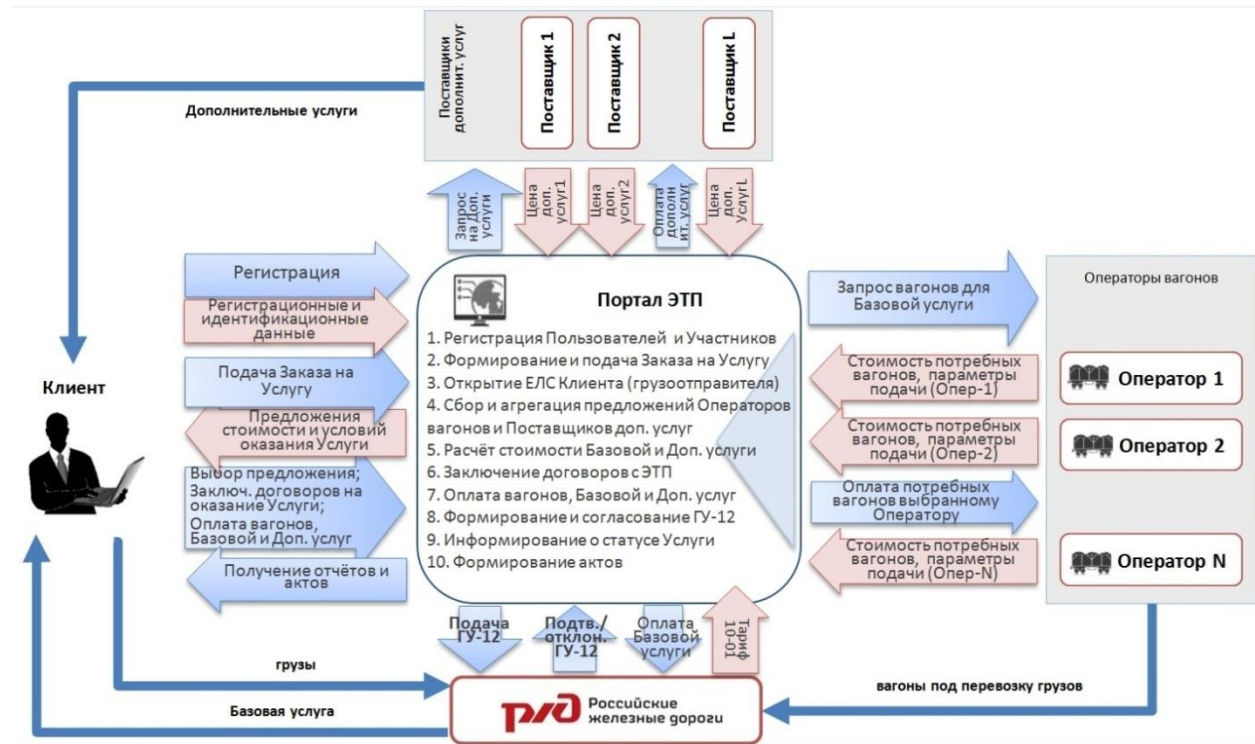 Поставщики
дополнит. услуг
Поставщик 1
Поставщик 2
Поставщик L
Дополнительные услуги
Запрос
на Доп.
услуги
Цена
доп.
услуг1
Цена
доп.
услуг2
Оплата
дополн
ит. услуг
Цена
доп.
УслугL
Регистрация
Регистрационные и
идентификационные
данные
Подача Заказа на
Услугу
Предложения
стоимости и условий
оказания Услуги
Выбор предложения;
Заключ. договоров на
оказание Услуги;
Оплата вагонов,
Базовой и Доп. услуг
Получение отчётов и
актов
Клиент
Портал ЭТП
1. Регистрация Пользователей и Участников
2. Формирование и подача Заказа на Услугу
3. Открытие ЕЛС Клиента (грузоотправителя)
4. Сбор и агрегация предложений Операторов
вагонов и Поставщиков доп. услуг
5. Расчёт стоимости Базовой и Доп. услуги
6. Заключение договоров с ЭТП
7. Оплата вагонов, Базовой и Доп. услуг
8. Формирование и согласование ГУ-12
9. Информирование о статусе Услуги
10. Формирование актов
Запрос вагонов для
Базовой услуги
Стоимость потребных
вагонов, параметры
подачи (Опер-1)
Стоимость потребных
вагонов, параметры
подачи (Опер-2)
Оплата потребных
вагонов выбранному
Оператору
Стоимость потребных
вагонов, параметры
подачи (Опер-N)
Операторы вагонов
Оператор 1
Оператор 2
Оператор N
Подача
ГУ-12
Подтв./
отклон.
ГУ-12
Оплата
Базовой
услуги
Тариф
10-01
грузы
Базовая услуга
вагоны под перевозку грузов
ржд Российские
железные дороги